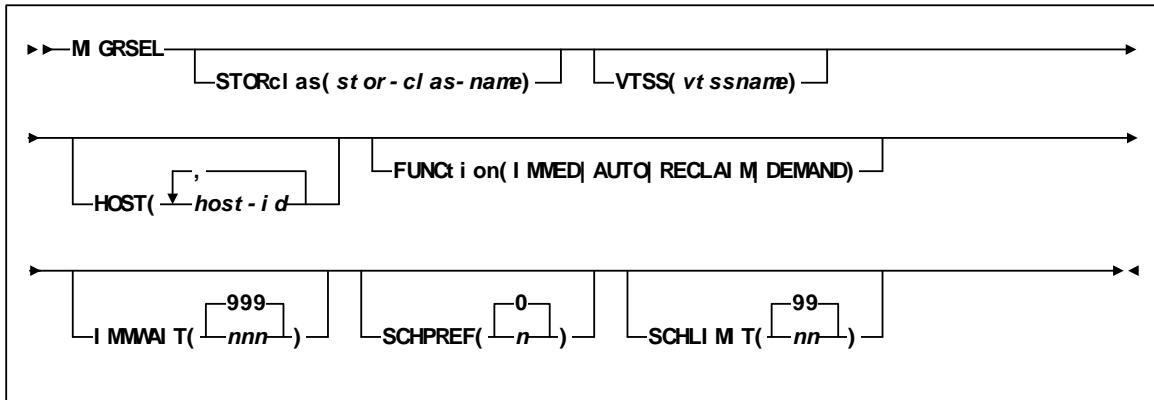 MIGRSEL
STORclas(stor-clas-name)
VTSS(vtssname)
,
HOST(host-id
FUNCtion(IMMED|AUTO|RECLAIM|DEMAND)
999
IMMWAIT(nnn)
0
SCHPREF(n)
99
SCHLIMIT(nn)